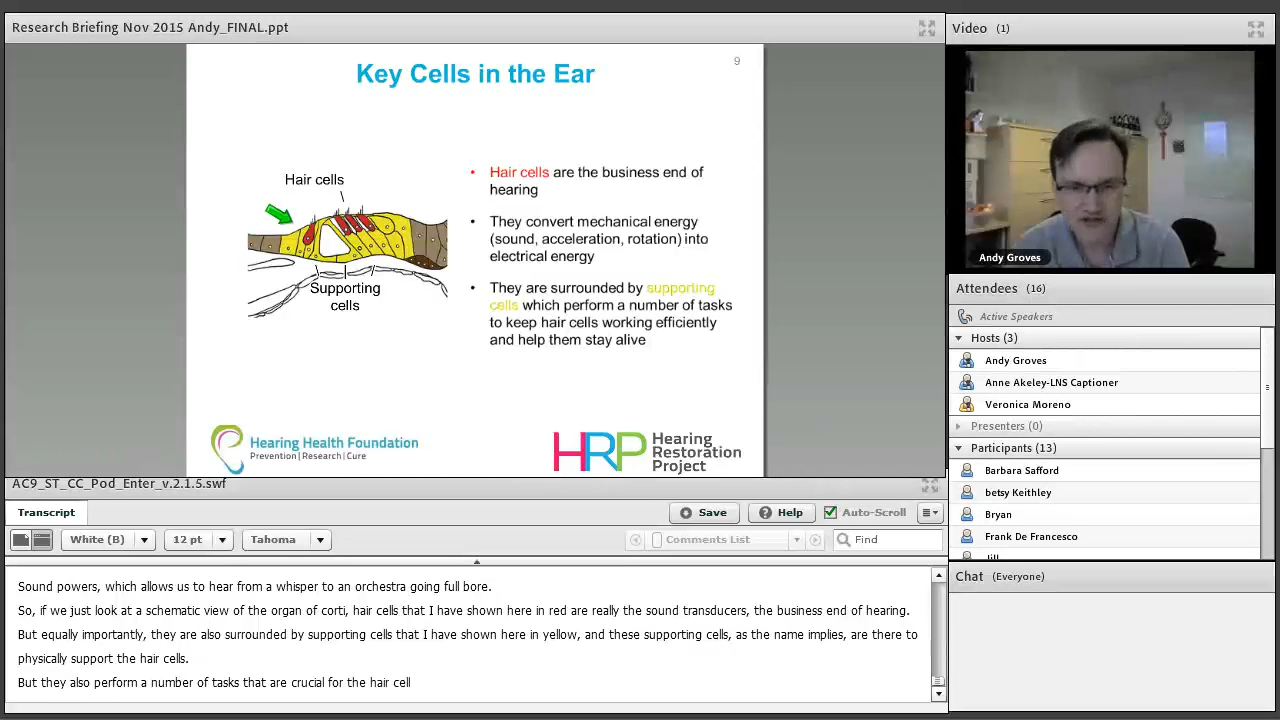 Research Briefing Nov 2015 Andy_FINAL.ppt
9
Key Cells in the Ear
Hair cells
Supporting
cells
• Hair cells are the business end of
hearing
• They convert mechanical energy
(sound, acceleration, rotation) into
electrical energy
• They are surrounded by supporting
cells which perform a number of tasks
to keep hair cells working efficiently
and help them stay alive
Hearing Health Foundation
Prevention|Research|Cure
HRP
Hearing
Restoration
Project
Video (1)
Andy Groves
Attendees (16)
Active Speakers
Hosts (3)
Andy Groves
Anne Akeley-LNS Captioner
Veronica Moreno
Presenters (0)
Participants (13)
Barbara Safford
betsy Keithley
Bryan
Frank De Francesco
Chat (Everyone)
AC9_ST_CC_Pod_Enter_v.2.1.5.swf
Transcript
Save
Help
Auto-Scroll
White (B)
12 pt
Tahoma
Comments List
Find
Sound powers, which allows us to hear from a whisper to an orchestra going full bore.
So, if we just look at a schematic view of the organ of corti, hair cells that I have shown here in red are really the sound transducers, the business end of hearing.
But equally importantly, they are also surrounded by supporting cells that I have shown here in yellow, and these supporting cells, as the name implies, are there to
physically support the hair cells.
But they also perform a number of tasks that are crucial for the hair cell